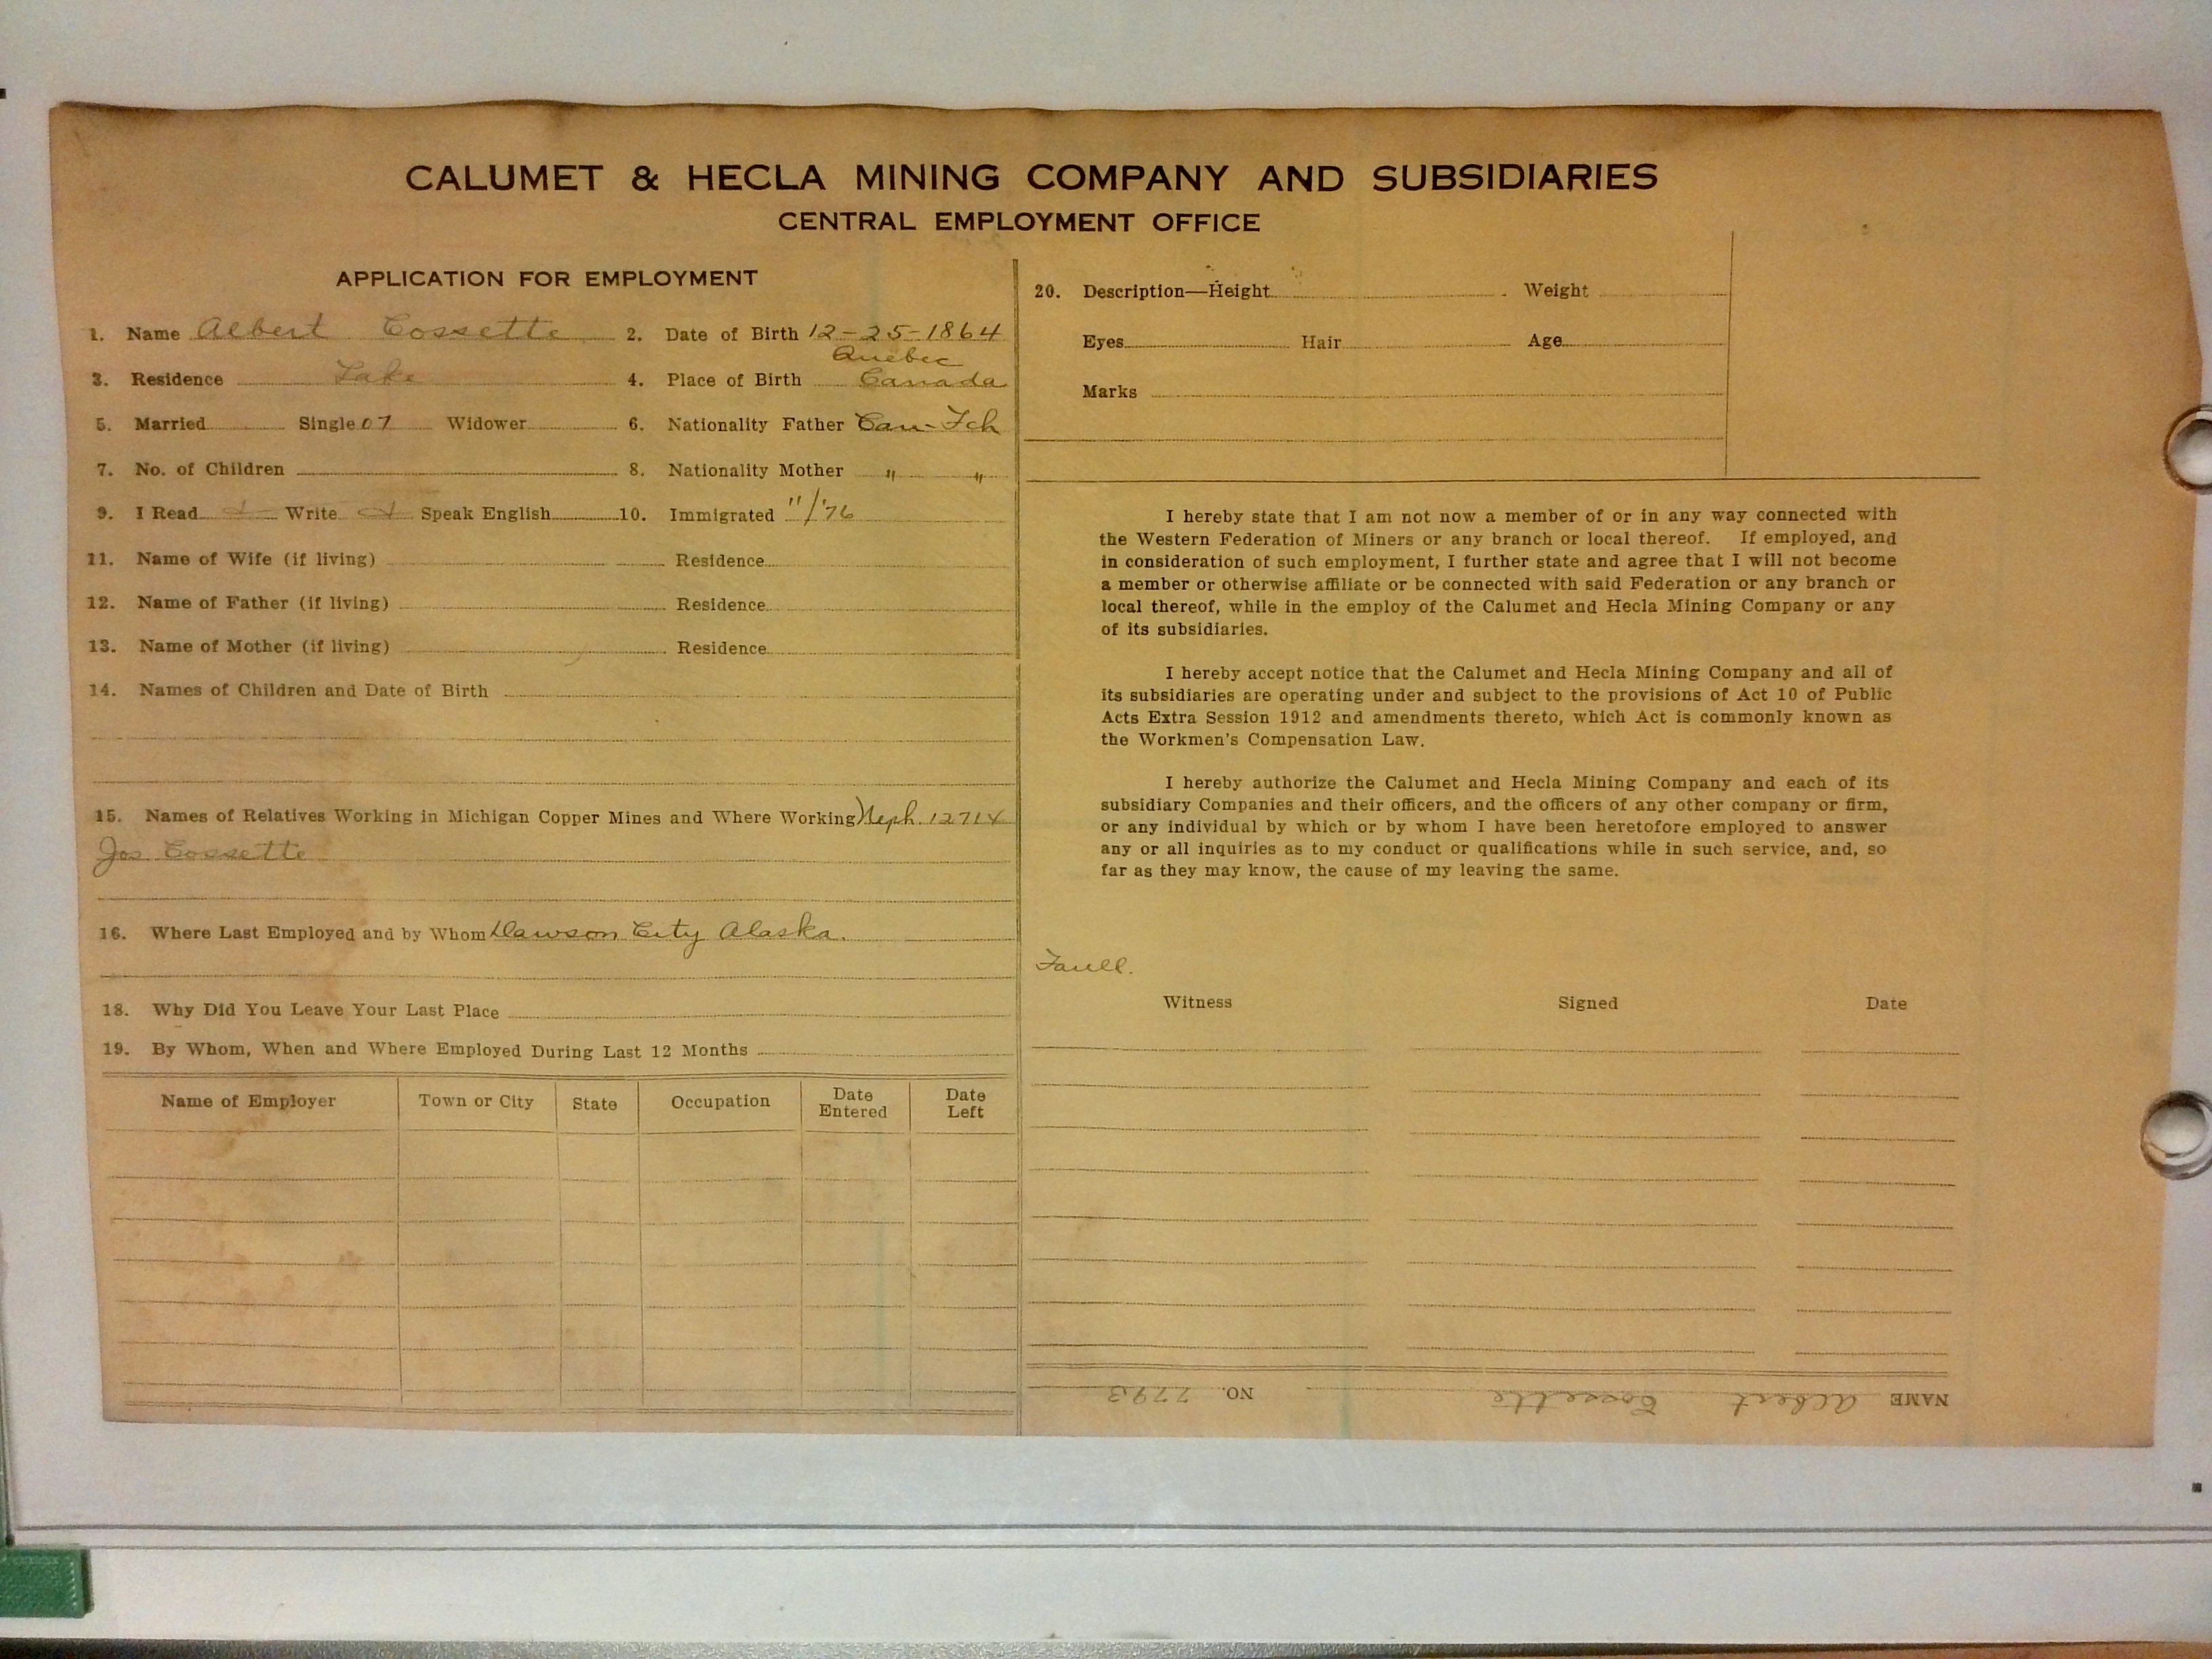 CALUMET & HECLA MINING COMPANY AND SUBSIDIARIES
CENTRAL EMPLOYMENT OFFICE
APPLICATION FOR EMPLOYMENT
1. Name Albert Cossette 2. Date of Birth 12-25-1864
Quebec
3. Residence Lake 4. Place of Birth Canada
5. Married Single 07 Widower 6. Nationality Father Can-Fch
7. No. of Children 8. Nationality Mother " "
9. I Read Write Speak English 10. Immigrated "/'76
11. Name of Wife (if living) Residence
12. Name of Father (if living) Residence
13. Name of Mother (if living) Residence
14. Names of Children and Date of Birth
15. Names of Relatives Working in Michigan Copper Mines and Where Working Neph. 12714
Jos Cossette
16. Where Last Employed and by Whom Dawson City Alaska.
18. Why Did You Leave Your Last Place
19. By Whom, When and Where Employed During Last 12 Months
Name of Employer Town or City State Occupation Date Entered Date Left
20. Description—Height Weight
Eyes Hair Age
Marks
I hereby state that I am not now a member of or in any way connected with
the Western Federation of Miners or any branch or local thereof. If employed, and
in consideration of such employment, I further state and agree that I will not become
a member or otherwise affiliate or be connected with said Federation or any branch or
local thereof, while in the employ of the Calumet and Hecla Mining Company or any
of its subsidiaries.
I hereby accept notice that the Calumet and Hecla Mining Company and all of
its subsidiaries are operating under and subject to the provisions of Act 10 of Public
Acts Extra Session 1912 and amendments thereto, which Act is commonly known as
the Workmen's Compensation Law.
I hereby authorize the Calumet and Hecla Mining Company and each of its
subsidiary Companies and their officers, and the officers of any other company or firm,
or any individual by which or by whom I have been heretofore employed to answer
any or all inquiries as to my conduct or qualifications while in such service, and, so
far as they may know, the cause of my leaving the same.
Faull.
Witness Signed Date
NAME Albert Cossette NO. 7793